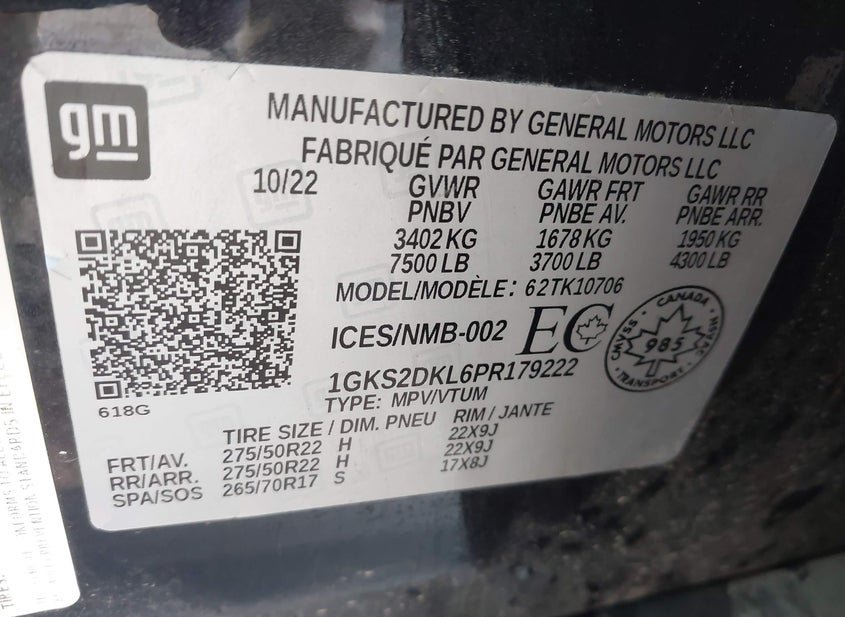 gm
MANUFACTURED BY GENERAL MOTORS LLC
FABRIQUÉ PAR GENERAL MOTORS LLC
10/22 GVWR GAWR FRT GAWR RR
PNBV PNBE AV. PNBE ARR.
3402 KG 1678 KG 1950 KG
7500 LB 3700 LB 4300 LB
MODEL/MODÈLE: 62TK10706
ICES/NMB-002 EC
CANADA
CMVSS 985 NSVAC
TRANSPORT
1GKS2DKL6PR179222
TYPE: MPV/VTUM
618G
TIRE SIZE / DIM. PNEU RIM / JANTE
FRT/AV. 275/50R22 H 22X9J
RR/ARR. 275/50R22 H 22X9J
SPA/SOS 265/70R17 S 17X8J